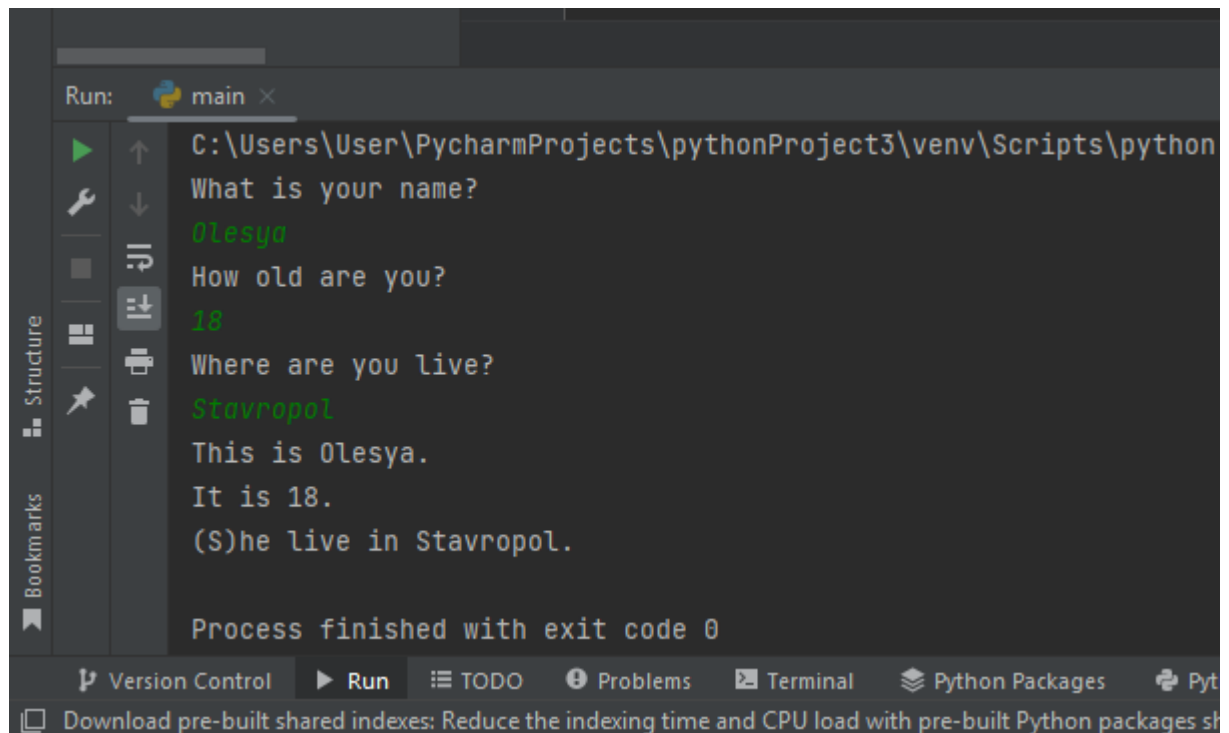 Run: main
C:\Users\User\PycharmProjects\pythonProject3\venv\Scripts\python
What is your name?
Olesya
How old are you?
18
Where are you live?
Stavropol
This is Olesya.
It is 18.
(S)he live in Stavropol.
Process finished with exit code 0
Structure
Bookmarks
Version Control Run TODO Problems Terminal Python Packages Pyt
Download pre-built shared indexes: Reduce the indexing time and CPU load with pre-built Python packages sh